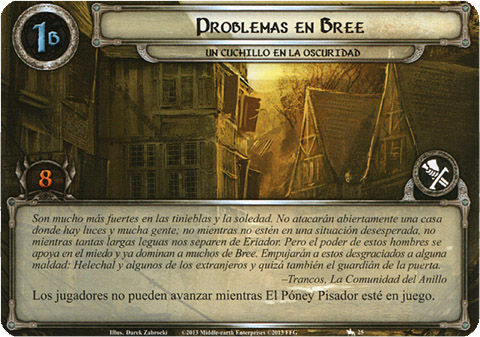 1B
PROBLEMAS EN BREE
UN CUCHILLO EN LA OSCURIDAD
8
Son mucho más fuertes en las tinieblas y la soledad. No atacarán abiertamente una casa
donde hay luces y mucha gente; no mientras no estén en una situación desesperada, no
mientras tantas largas leguas nos separen de Eriador. Pero el poder de estos hombres se
apoya en el miedo y ya dominan a muchos de Bree. Empujarán a estos desgraciados a alguna
maldad: Helechal y algunos de los extranjeros y quizá también el guardián de la puerta.
–Trancos, La Comunidad del Anillo
Los jugadores no pueden avanzar mientras El Póney Pisador esté en juego.
Illus. Darek Zabrocki ©2013 Middle-earth Enterprises ©2013 FFG 25